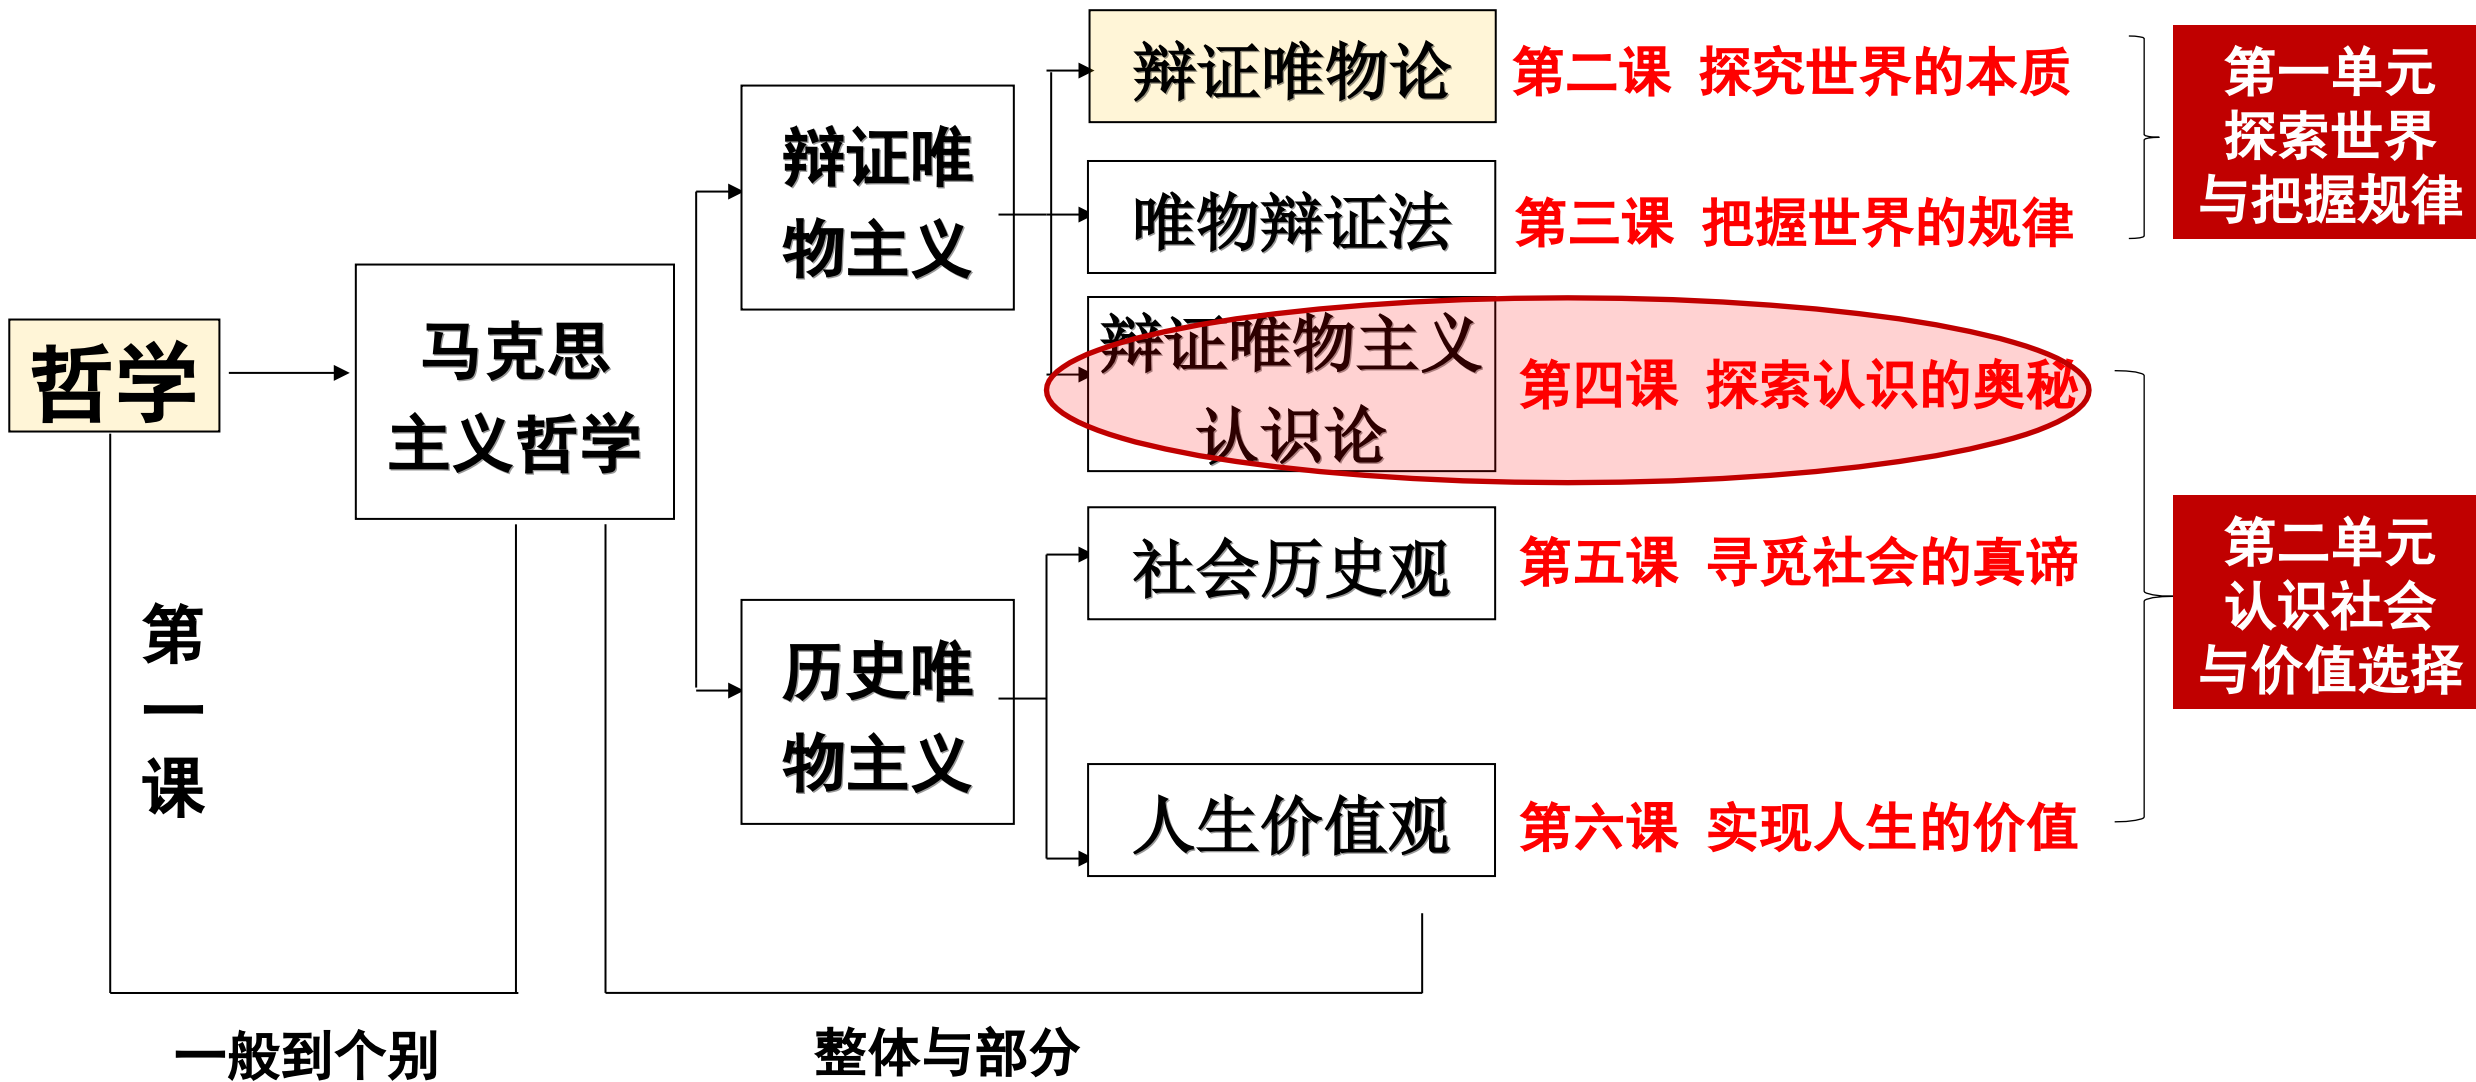 哲学
第
一
课
马克思
主义哲学
辩证唯
物主义
历史唯
物主义
辩证唯物论
第二课 探究世界的本质
唯物辩证法
第三课 把握世界的规律
辩证唯物主义
认识论
第四课 探索认识的奥秘
社会历史观
第五课 寻觅社会的真谛
人生价值观
第六课 实现人生的价值
第一单元
探索世界
与把握规律
第二单元
认识社会
与价值选择
一般到个别
整体与部分